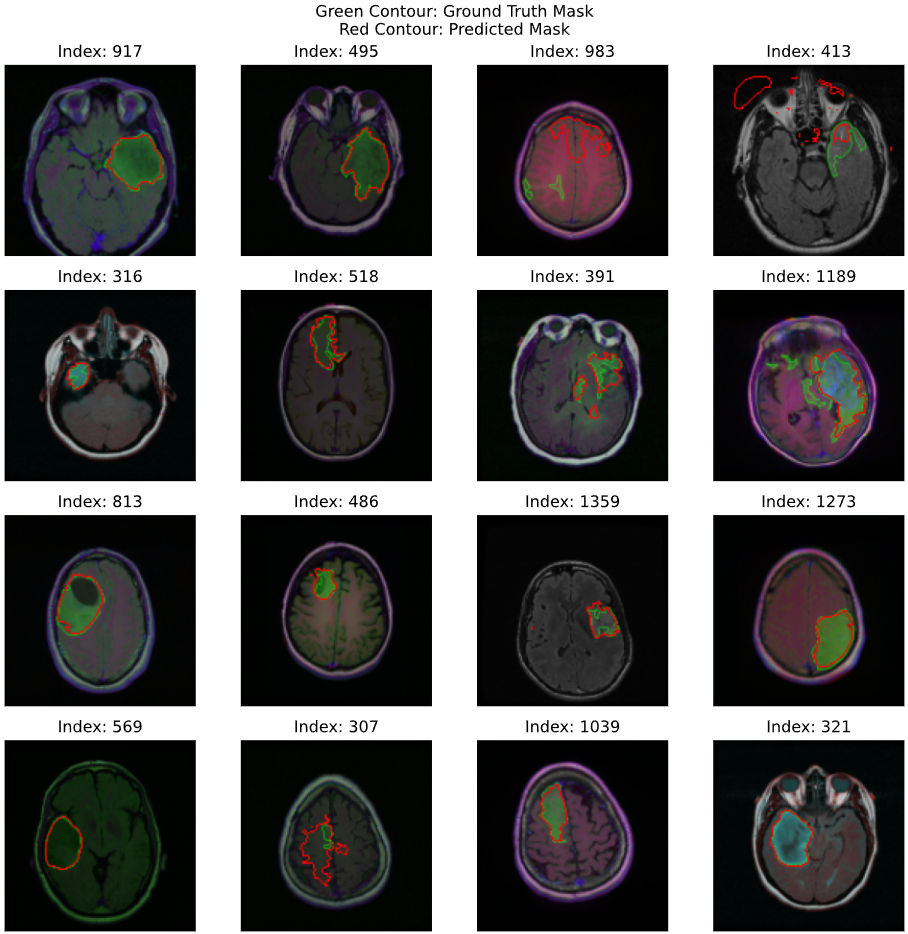 Green Contour: Ground Truth Mask
Red Contour: Predicted Mask
Index: 917
Index: 495
Index: 983
Index: 413
Index: 316
Index: 518
Index: 391
Index: 1189
Index: 813
Index: 486
Index: 1359
Index: 1273
Index: 569
Index: 307
Index: 1039
Index: 321